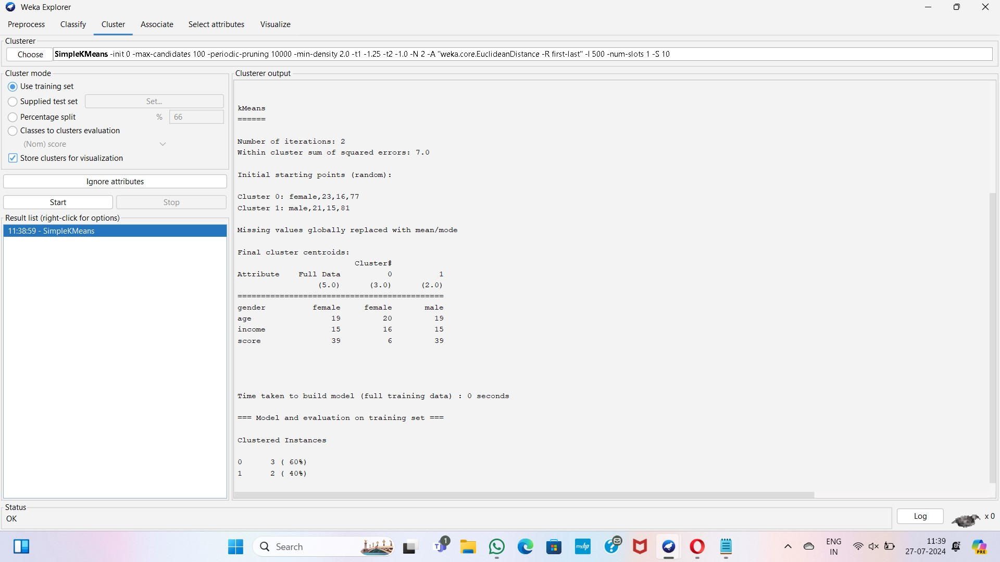 Weka Explorer
Preprocess Classify Cluster Associate Select attributes Visualize
Clusterer
Choose SimpleKMeans -init 0 -max-candidates 100 -periodic-pruning 10000 -min-density 2.0 -t1 -1.25 -t2 -1.0 -N 2 -A "weka.core.EuclideanDistance -R first-last" -I 500 -num-slots 1 -S 10
Cluster mode
Use training set
Supplied test set Set...
Percentage split % 66
Classes to clusters evaluation
(Nom) score
Store clusters for visualization
Ignore attributes
Start Stop
Result list (right-click for options)
11:38:59 - SimpleKMeans
Clusterer output
kMeans
======
Number of iterations: 2
Within cluster sum of squared errors: 7.0
Initial starting points (random):
Cluster 0: female,23,16,77
Cluster 1: male,21,15,81
Missing values globally replaced with mean/mode
Final cluster centroids:
Cluster#
Attribute Full Data 0 1
(5.0) (3.0) (2.0)
============================================
gender female female male
age 19 20 19
income 15 16 15
score 39 6 39
Time taken to build model (full training data) : 0 seconds
=== Model and evaluation on training set ===
Clustered Instances
0 3 ( 60%)
1 2 ( 40%)
Status
OK
Log x 0
Search
1
myhp
ENG
IN
11:39
27-07-2024
PRE